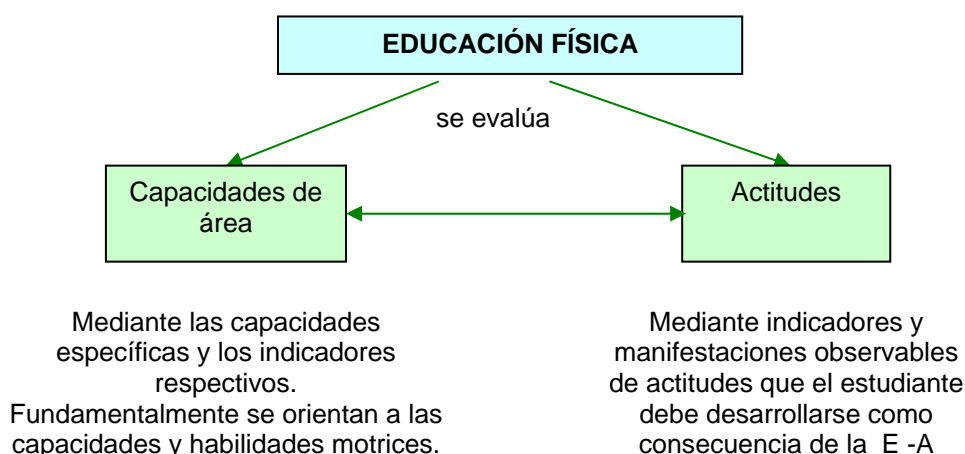 EDUCACIÓN FÍSICA
se evalúa
Capacidades de
área
Actitudes
Mediante las capacidades
específicas y los indicadores
respectivos.
Fundamentalmente se orientan a las
capacidades y habilidades motrices.
Mediante indicadores y
manifestaciones observables
de actitudes que el estudiante
debe desarrollarse como
consecuencia de la  E -A